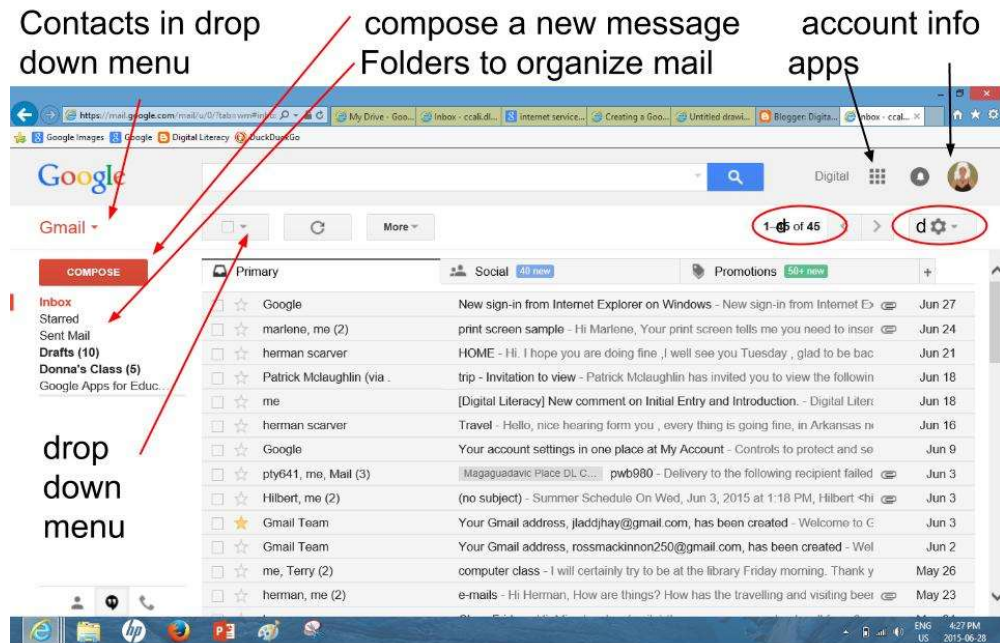 Contacts in drop compose a new message account info
down menu Folders to organize mail apps
https://mail.google.com/mail/u/0/?tab=wm#inbo
My Drive - Goo... Inbox - ccali.dl... internet service... Creating a Goo... Untitled drawi... Blogger: Digita... Inbox - ccal...
Google Images Google Digital Literacy DuckDuckGo
Google Digital
Gmail More 1-45 of 45 d
COMPOSE Primary Social 40 new Promotions 50+ new +
Inbox Google New sign-in from Internet Explorer on Windows - New sign-in from Internet Ex Jun 27
Starred
Sent Mail marlene, me (2) print screen sample - Hi Marlene, Your print screen tells me you need to inser Jun 24
Drafts (10) herman scarver HOME - Hi. I hope you are doing fine ,I well see you Tuesday , glad to be bac Jun 21
Donna's Class (5) Patrick Mclaughlin (via . trip - Invitation to view - Patrick Mclaughlin has invited you to view the followin Jun 18
Google Apps for Educ...
me [Digital Literacy] New comment on Initial Entry and Introduction. - Digital Litera Jun 18
herman scarver Travel - Hello, nice hearing form you , every thing is going fine, in Arkansas n Jun 16
drop Google Your account settings in one place at My Account - Controls to protect and se Jun 9
down pty641, me, Mail (3) Magaguadavic Place DL C... pwb980 - Delivery to the following recipient failed Jun 3
Hilbert, me (2) (no subject) - Summer Schedule On Wed, Jun 3, 2015 at 1:18 PM, Hilbert <hi Jun 3
menu Gmail Team Your Gmail address, jladdjhay@gmail.com, has been created - Welcome to G Jun 3
Gmail Team Your Gmail address, rossmackinnon250@gmail.com, has been created - Wel Jun 2
me, Terry (2) computer class - I will certainly try to be at the library Friday morning. Thank y May 26
herman, me (2) e-mails - Hi Herman, How are things? How has the travelling and visiting beer May 23
ENG 4:27 PM
US 2015-06-28